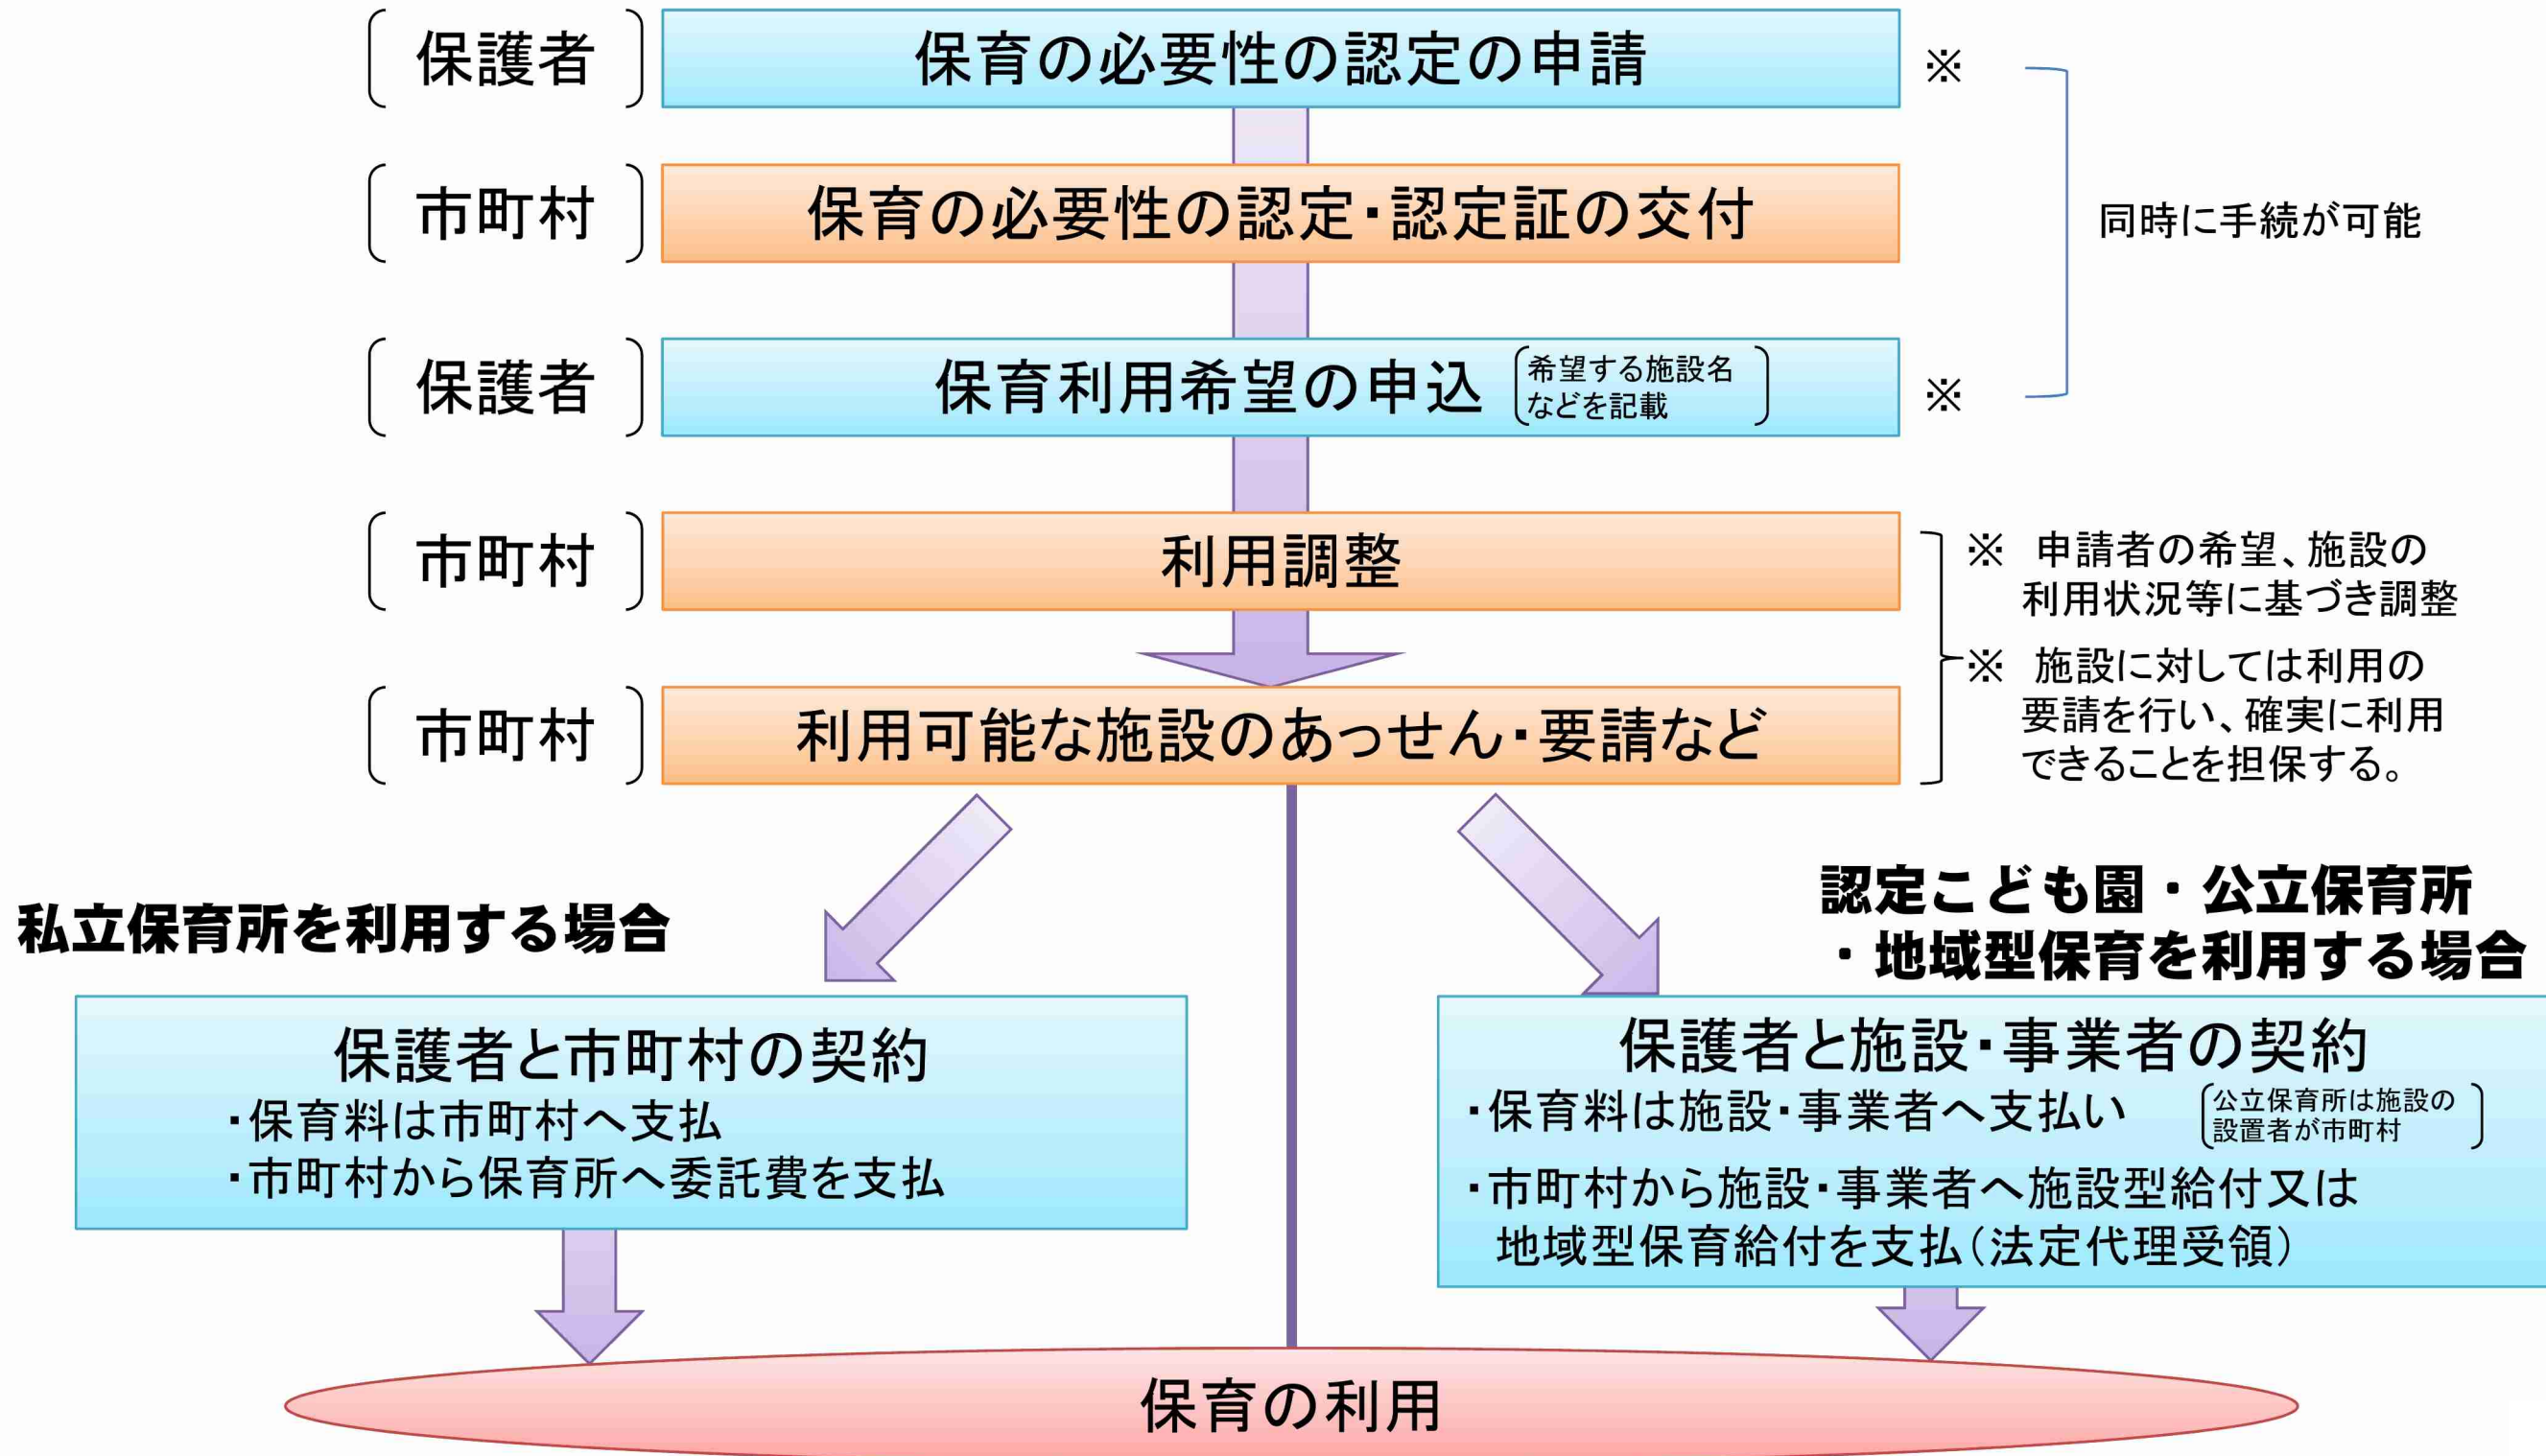 保護者
保育の必要性の認定の申請
※
市町村
保育の必要性の認定・認定証の交付
同時に手続が可能
保護者
保育利用希望の申込
希望する施設名
などを記載
※
市町村
利用調整
※ 申請者の希望、施設の
利用状況等に基づき調整
※ 施設に対しては利用の
要請を行い、確実に利用
できることを担保する。
市町村
利用可能な施設のあっせん・要請など
私立保育所を利用する場合
保護者と市町村の契約
・保育料は市町村へ支払
・市町村から保育所へ委託費を支払
認定こども園・公立保育所
・地域型保育を利用する場合
保護者と施設・事業者の契約
・保育料は施設・事業者へ支払い
公立保育所は施設の
設置者が市町村
・市町村から施設・事業者へ施設型給付又は
地域型保育給付を支払(法定代理受領)
保育の利用